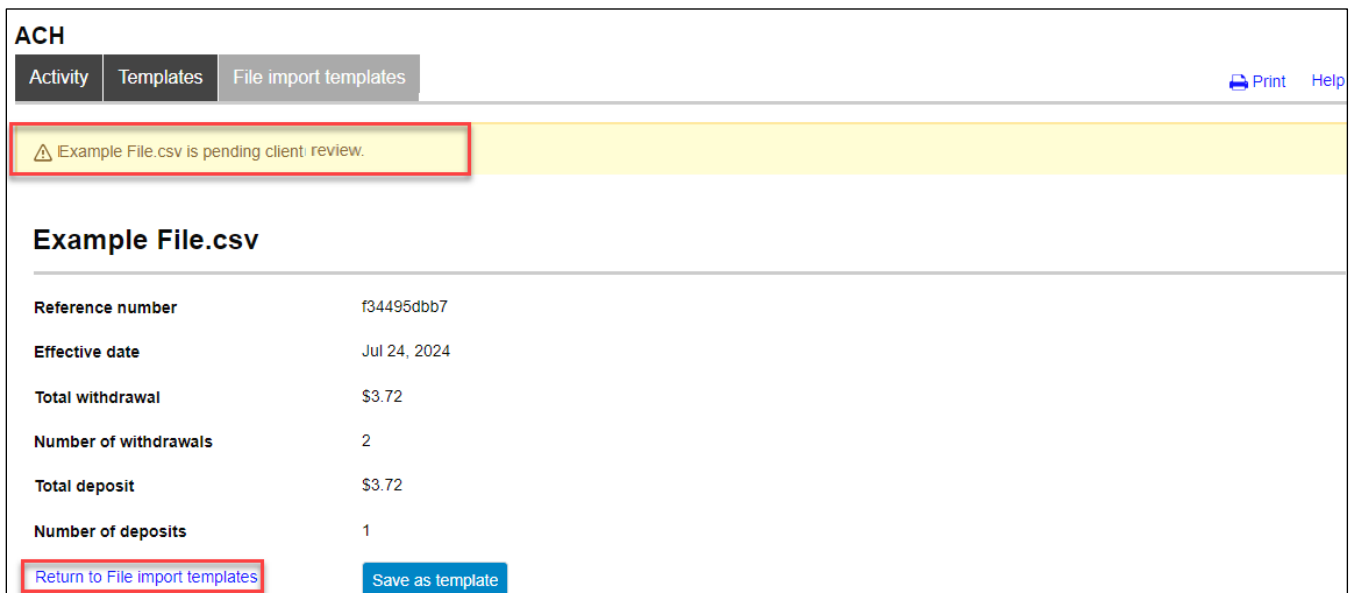 ACH
Activity Templates File import templates
Print Help
Example File.csv is pending client review.
Example File.csv
Reference number f34495dbb7
Effective date Jul 24, 2024
Total withdrawal $3.72
Number of withdrawals 2
Total deposit $3.72
Number of deposits 1
Return to File import templates Save as template